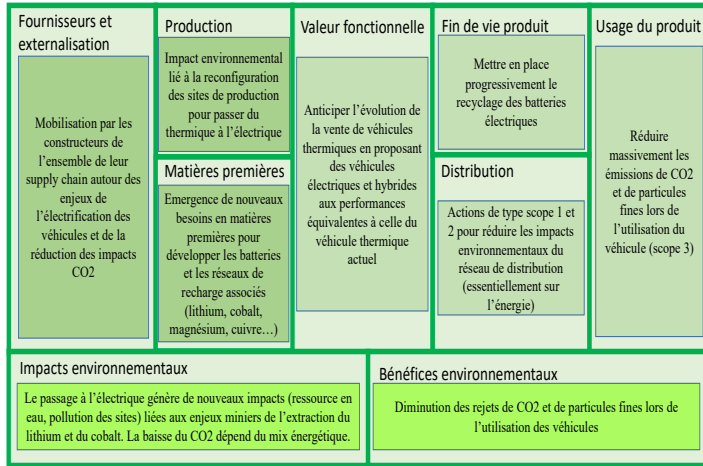 Fournisseurs et
externalisation
Mobilisation par les
constructeurs de
l'ensemble de leur
supply chain autour des
enjeux de
l'électrification des
véhicules et de la
réduction des impacts
CO2
Production
Impact environnemental
lié à la reconfiguration
des sites de production
pour passer du
thermique à l'électrique
Matières premières
Emergence de nouveaux
besoins en matières
premières pour
développer les batteries
et les réseaux de
recharge associés
(lithium, cobalt,
magnésium, cuivre…)
Valeur fonctionnelle
Anticiper l'évolution de
la vente de véhicules
thermiques en proposant
des véhicules
électriques et hybrides
aux performances
équivalentes à celle du
véhicule thermique
actuel
Fin de vie produit
Mettre en place
progressivement le
recyclage des batteries
électriques
Distribution
Actions de type scope 1 et
2 pour réduire les impacts
environnementaux du
réseau de distribution
(essentiellement sur
l'énergie)
Usage du produit
Réduire
massivement les
émissions de CO2
et de particules
fines lors de
l'utilisation du
véhicule (scope 3)
Impacts environnementaux
Le passage à l'électrique génère de nouveaux impacts (ressource en
eau, pollution des sites) liées aux enjeux miniers de l'extraction du
lithium et du cobalt. La baisse du CO2 dépend du mix énergétique.
Bénéfices environnementaux
Diminution des rejets de CO2 et de particules fines lors de
l'utilisation des véhicules